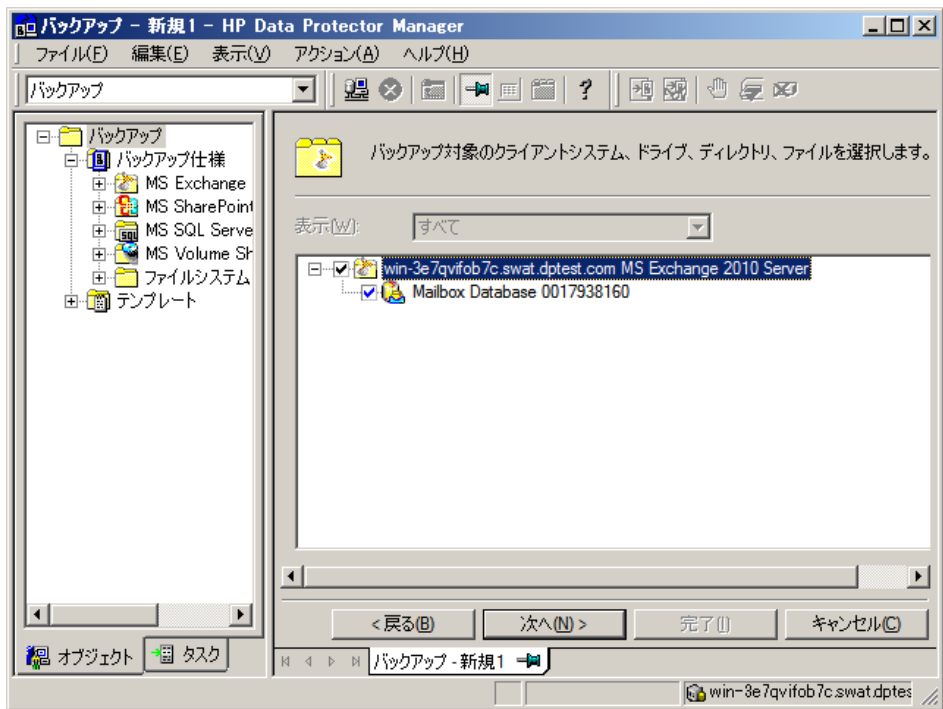 バックアップ - 新規1 - HP Data Protector Manager
ファイル(F) 編集(E) 表示(V) アクション(A) ヘルプ(H)
バックアップ
バックアップ
バックアップ仕様
MS Exchange
MS SharePoint
MS SQL Serve
MS Volume Sh
ファイルシステム
テンプレート
バックアップ対象のクライアントシステム、ドライブ、ディレクトリ、ファイルを選択します。
表示(W): すべて
win-3e7qvifob7c.swat.dptest.com MS Exchange 2010 Server
Mailbox Database 0017938160
<戻る(B) 次へ(N) > 完了(I) キャンセル(C)
オブジェクト タスク
バックアップ - 新規1
win-3e7qvifob7c.swat.dptes